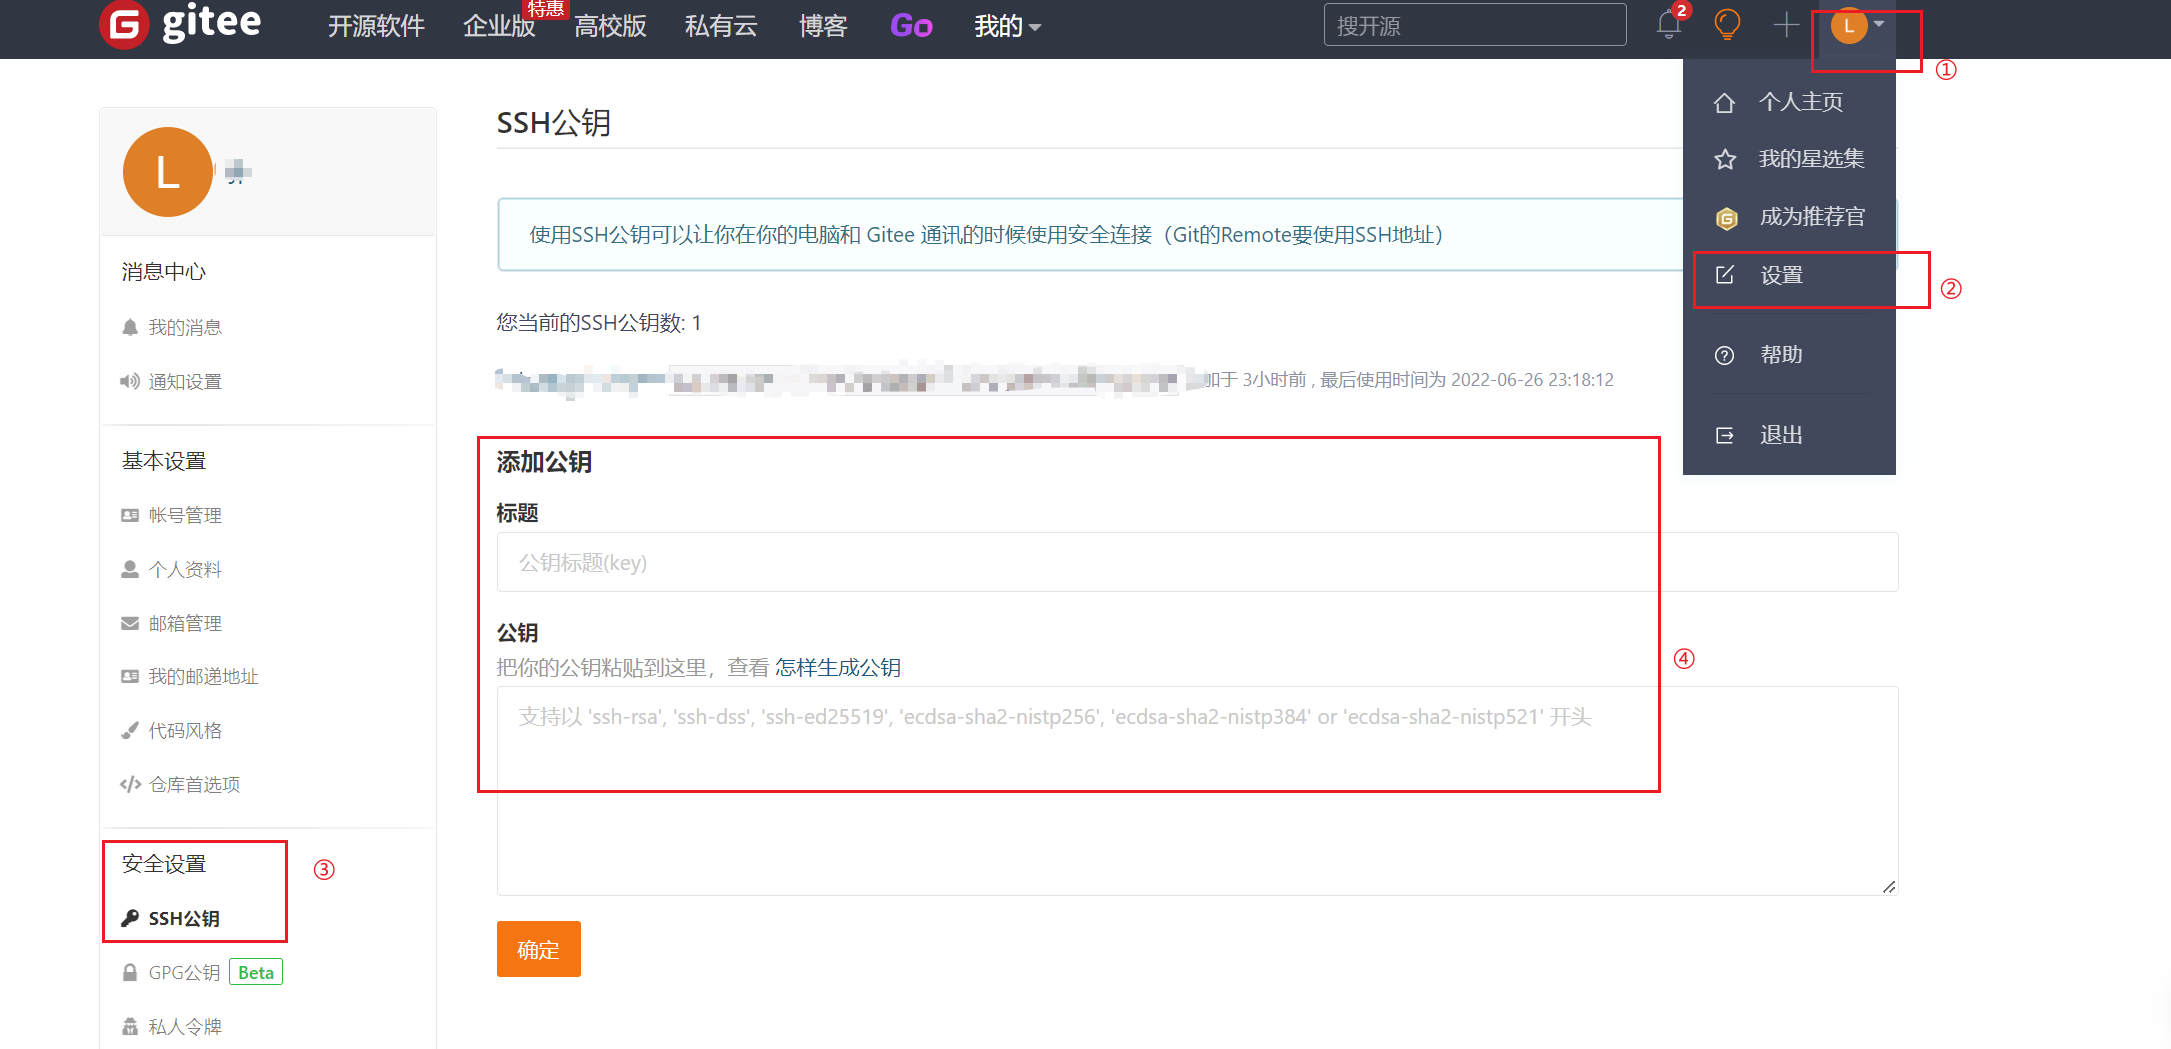 gitee
开源软件
企业版
特惠
高校版
私有云
博客
Go
我的
搜开源
2
L
①
个人主页
我的星选集
成为推荐官
设置
②
帮助
退出
L
消息中心
我的消息
通知设置
基本设置
帐号管理
个人资料
邮箱管理
我的邮递地址
代码风格
仓库首选项
安全设置
③
SSH公钥
GPG公钥 Beta
私人令牌
SSH公钥
使用SSH公钥可以让你在你的电脑和 Gitee 通讯的时候使用安全连接（Git的Remote要使用SSH地址）
您当前的SSH公钥数: 1
加于 3小时前 , 最后使用时间为 2022-06-26 23:18:12
添加公钥
标题
公钥标题(key)
公钥
把你的公钥粘贴到这里，查看 怎样生成公钥
④
支持以 'ssh-rsa', 'ssh-dss', 'ssh-ed25519', 'ecdsa-sha2-nistp256', 'ecdsa-sha2-nistp384' or 'ecdsa-sha2-nistp521' 开头
确定